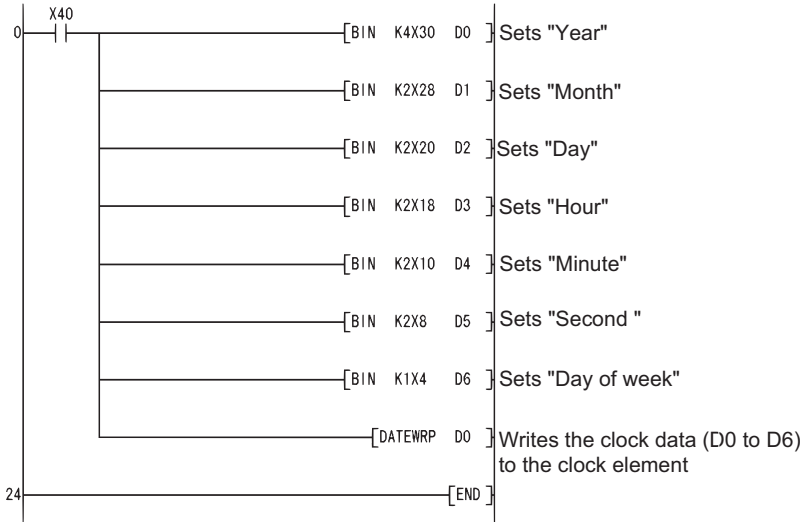 X40
0 [BIN K4X30 D0 ] Sets "Year"
[BIN K2X28 D1 ] Sets "Month"
[BIN K2X20 D2 ] Sets "Day"
[BIN K2X18 D3 ] Sets "Hour"
[BIN K2X10 D4 ] Sets "Minute"
[BIN K2X8 D5 ] Sets "Second "
[BIN K1X4 D6 ] Sets "Day of week"
[DATEWRP D0 ] Writes the clock data (D0 to D6)
to the clock element
24 [END ]